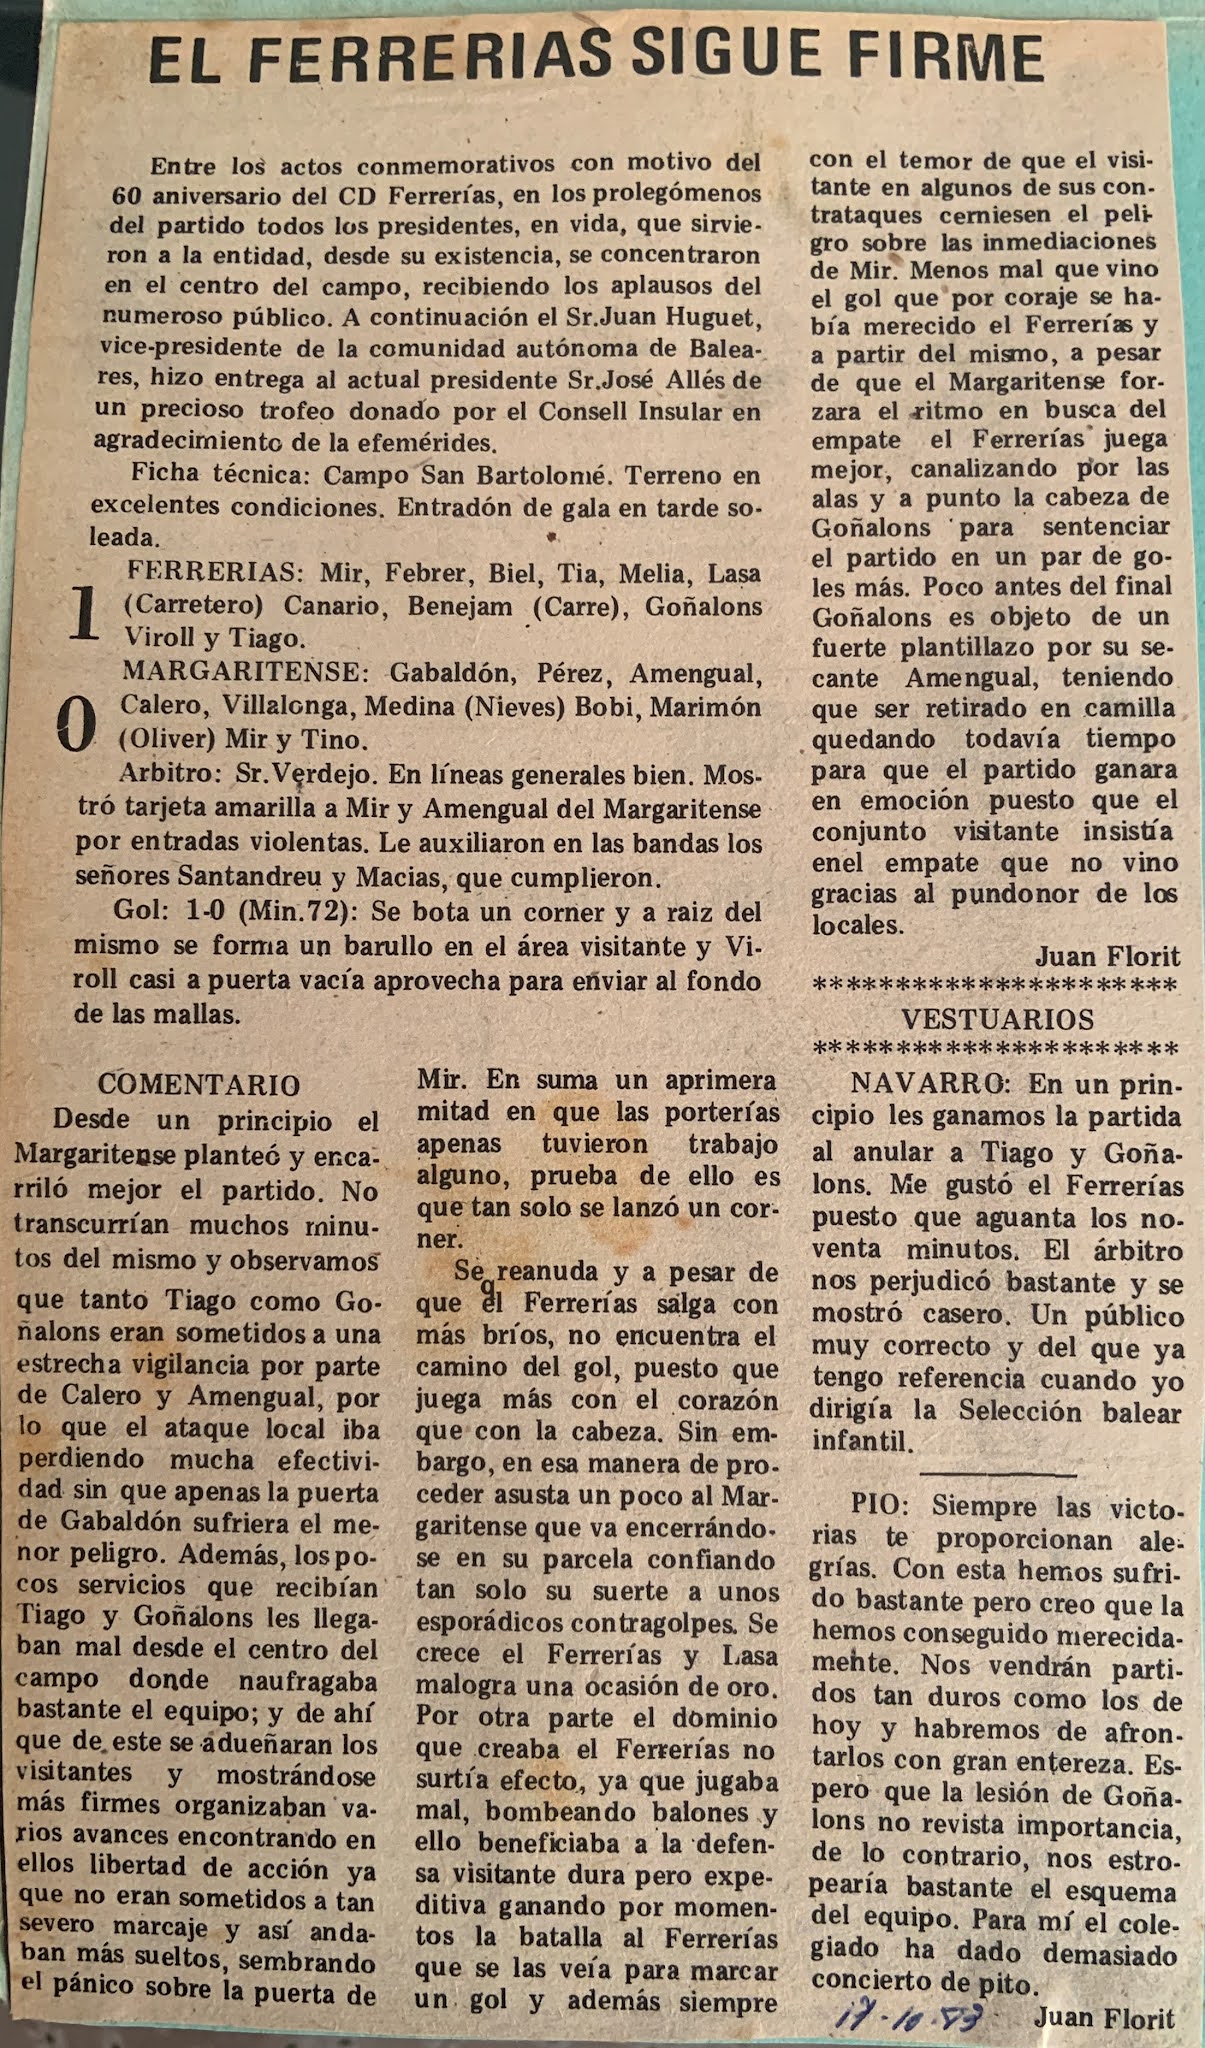 EL FERRERIAS SIGUE FIRME
Entre los actos conmemorativos con motivo del
60 aniversario del CD Ferrerías, en los prolegómenos
del partido todos los presidentes, en vida, que sirvie-
ron a la entidad, desde su existencia, se concentraron
en el centro del campo, recibiendo los aplausos del
numeroso público. A continuación el Sr.Juan Huguet,
vice-presidente de la comunidad autónoma de Balea-
res, hizo entrega al actual presidente Sr.José Allés de
un precioso trofeo donado por el Consell Insular en
agradecimiento de la efemérides.
Ficha técnica: Campo San Bartolomé. Terreno en
excelentes condiciones. Entradón de gala en tarde so-
leada.
1
FERRERIAS: Mir, Febrer, Biel, Tia, Melia, Lasa
(Carretero) Canario, Benejam (Carre), Goñalons
Viroll y Tiago.
0
MARGARITENSE: Gabaldón, Pérez, Amengual,
Calero, Villalonga, Medina (Nieves) Bobi, Marimón
(Oliver) Mir y Tino.
Arbitro: Sr.Verdejo. En líneas generales bien. Mos-
tró tarjeta amarilla a Mir y Amengual del Margaritense
por entradas violentas. Le auxiliaron en las bandas los
señores Santandreu y Macias, que cumplieron.
Gol: 1-0 (Min.72): Se bota un corner y a raiz del
mismo se forma un barullo en el área visitante y Vi-
roll casi a puerta vacía aprovecha para enviar al fondo
de las mallas.
COMENTARIO
Desde un principio el
Margaritense planteó y enca-
rriló mejor el partido. No
transcurrían muchos minu-
tos del mismo y observamos
que tanto Tiago como Go-
ñalons eran sometidos a una
estrecha vigilancia por parte
de Calero y Amengual, por
lo que el ataque local iba
perdiendo mucha efectivi-
dad sin que apenas la puerta
de Gabaldón sufriera el me-
nor peligro. Además, los po-
cos servicios que recibían
Tiago y Goñalons les llega-
ban mal desde el centro del
campo donde naufragaba
bastante el equipo; y de ahí
que de este se adueñaran los
visitantes y mostrándose
más firmes organizaban va-
rios avances encontrando en
ellos libertad de acción ya
que no eran sometidos a tan
severo marcaje y así anda-
ban más sueltos, sembrando
el pánico sobre la puerta de
Mir. En suma un aprimera
mitad en que las porterías
apenas tuvieron trabajo
alguno, prueba de ello es
que tan solo se lanzó un cor-
ner.
Se reanuda y a pesar de
que el Ferrerías salga con
más bríos, no encuentra el
camino del gol, puesto que
juega más con el corazón
que con la cabeza. Sin em-
bargo, en esa manera de pro-
ceder asusta un poco al Mar-
garitense que va encerrándo-
se en su parcela confiando
tan solo su suerte a unos
esporádicos contragolpes. Se
crece el Ferrerías y Lasa
malogra una ocasión de oro.
Por otra parte el dominio
que creaba el Ferrerías no
surtía efecto, ya que jugaba
mal, bombeando balones y
ello beneficiaba a la defen-
sa visitante dura pero expe-
ditiva ganando por momen-
tos la batalla al Ferrerías
que se las veía para marcar
un gol y además siempre
con el temor de que el visi-
tante en algunos de sus con-
trataques cerniesen el peli-
gro sobre las inmediaciones
de Mir. Menos mal que vino
el gol que por coraje se ha-
bía merecido el Ferrerías y
a partir del mismo, a pesar
de que el Margaritense for-
zara el ritmo en busca del
empate el Ferrerías juega
mejor, canalizando por las
alas y a punto la cabeza de
Goñalons para sentenciar
el partido en un par de go-
les más. Poco antes del final
Goñalons es objeto de un
fuerte plantillazo por su se-
cante Amengual, teniendo
que ser retirado en camilla
quedando todavía tiempo
para que el partido ganara
en emoción puesto que el
conjunto visitante insistía
enel empate que no vino
gracias al pundonor de los
locales.
Juan Florit
**********************
VESTUARIOS
**********************
NAVARRO: En un prin-
cipio les ganamos la partida
al anular a Tiago y Goña-
lons. Me gustó el Ferrerías
puesto que aguanta los no-
venta minutos. El árbitro
nos perjudicó bastante y se
mostró casero. Un público
muy correcto y del que ya
tengo referencia cuando yo
dirigía la Selección balear
infantil.
PIO: Siempre las victo-
rias te proporcionan ale-
grías. Con esta hemos sufri-
do bastante pero creo que la
hemos conseguido merecida-
mente. Nos vendrán parti-
dos tan duros como los de
hoy y habremos de afron-
tarlos con gran entereza. Es-
pero que la lesión de Goña-
lons no revista importancia,
de lo contrario, nos estro-
pearía bastante el esquema
del equipo. Para mí el cole-
giado ha dado demasiado
concierto de pito.
17-10-83
Juan Florit